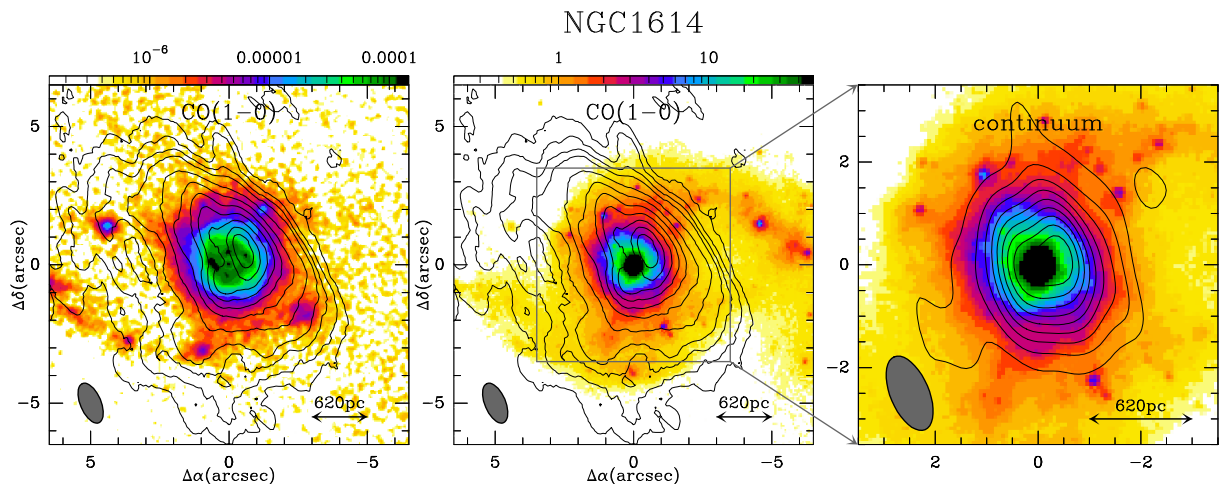 NGC1614
10⁻⁶ 0.00001 0.0001
1 10
CO(1−0)
CO(1−0)
continuum
5
0
−5
Δδ(arcsec)
620pc
5 0 −5
Δα(arcsec)
5
0
−5
Δδ(arcsec)
620pc
5 0 −5
Δα(arcsec)
2
0
−2
620pc
2 0 −2